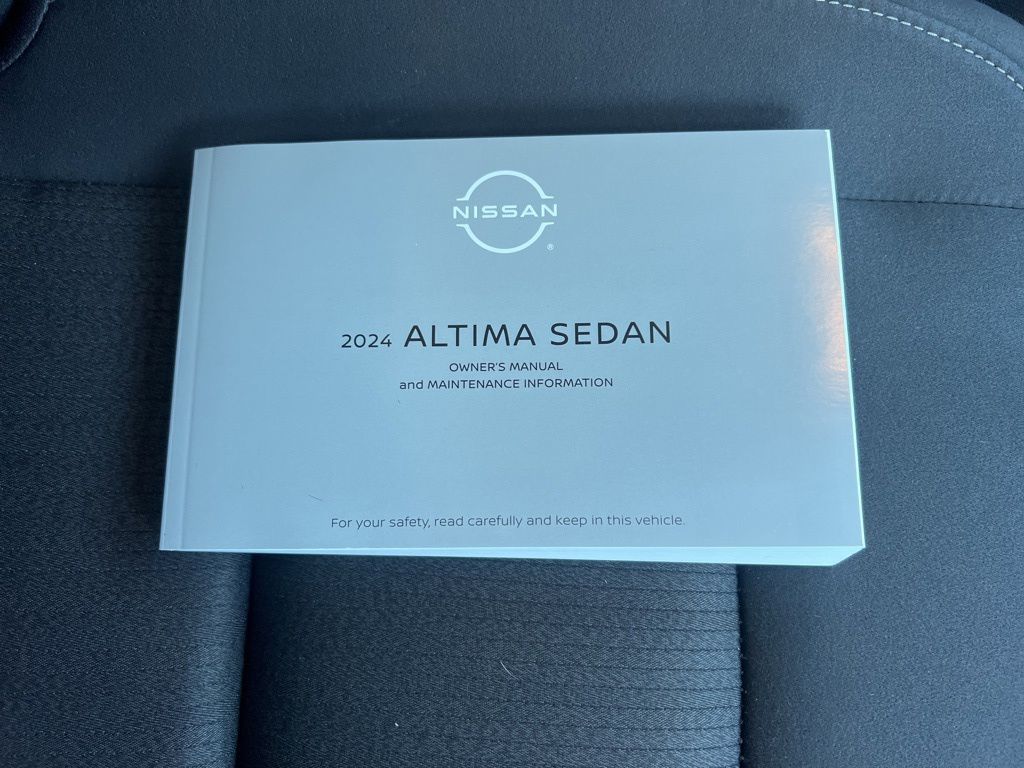 NISSAN
®
2024 ALTIMA SEDAN
OWNER'S MANUAL
and MAINTENANCE INFORMATION
For your safety, read carefully and keep in this vehicle.